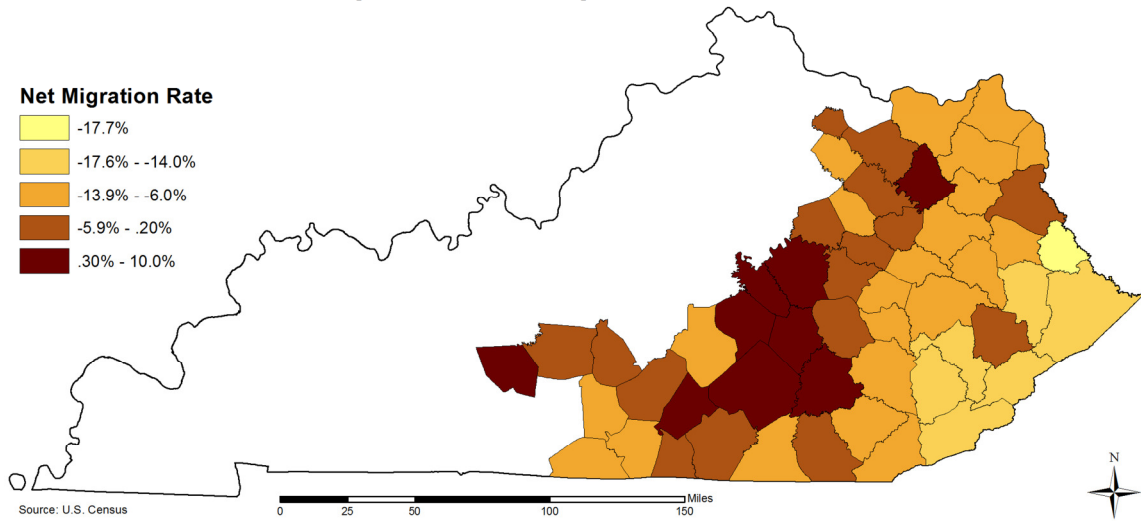 Net Migration Rate
-17.7%
-17.6% - -14.0%
-13.9% - -6.0%
-5.9% - .20%
.30% - 10.0%
N
Miles
0 25 50 100 150
Source: U.S. Census